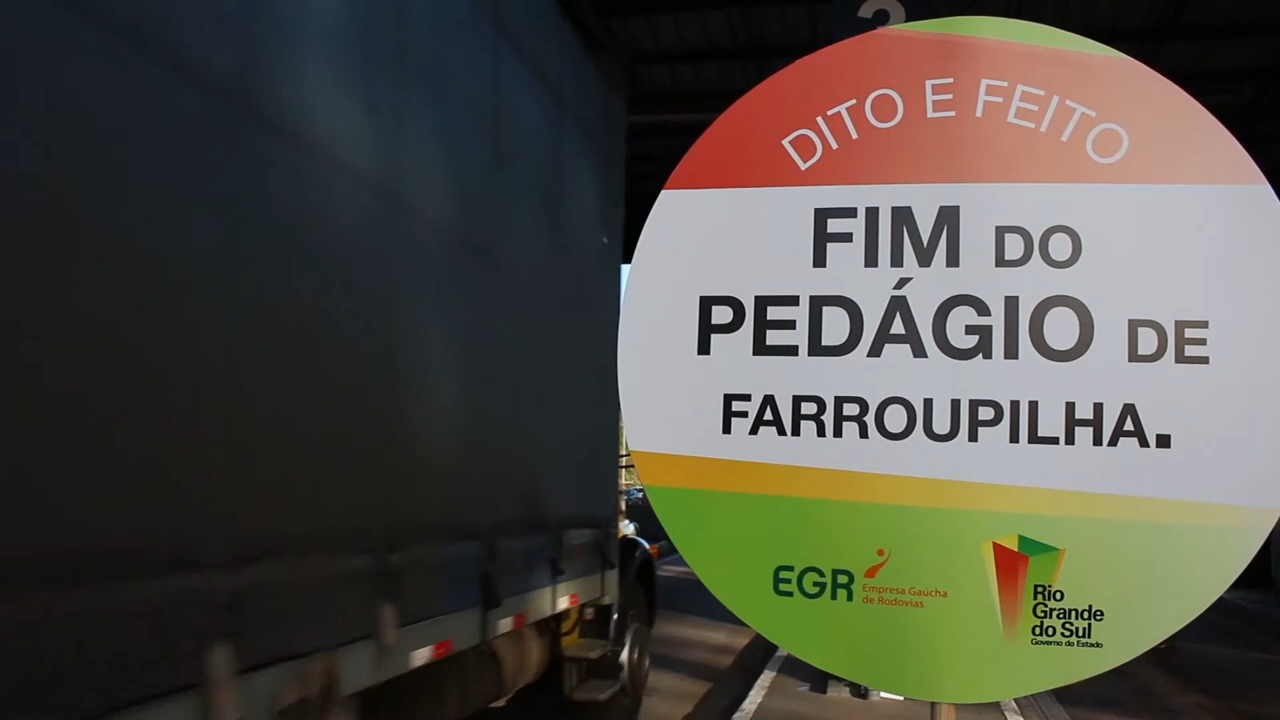 2
DITO E FEITO
FIM DO
PEDÁGIO DE
FARROUPILHA.
EGR
Empresa Gaúcha
de Rodovias
Rio
Grande
do Sul
Governo do Estado